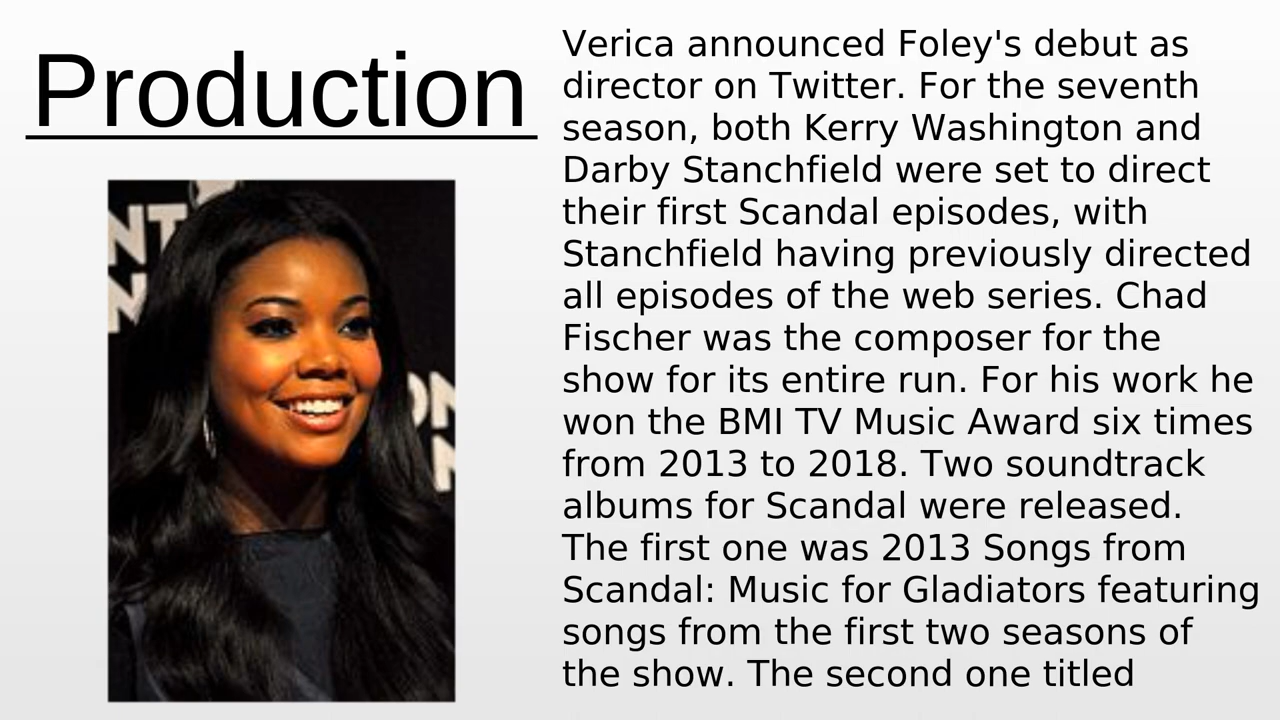 Production
Verica announced Foley's debut as
director on Twitter. For the seventh
season, both Kerry Washington and
Darby Stanchfield were set to direct
their first Scandal episodes, with
Stanchfield having previously directed
all episodes of the web series. Chad
Fischer was the composer for the
show for its entire run. For his work he
won the BMI TV Music Award six times
from 2013 to 2018. Two soundtrack
albums for Scandal were released.
The first one was 2013 Songs from
Scandal: Music for Gladiators featuring
songs from the first two seasons of
the show. The second one titled